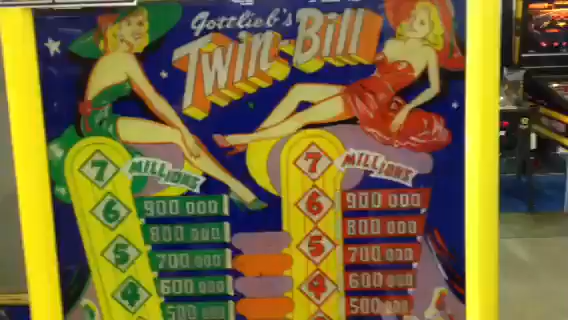 Gottlieb's
Twin-Bill
7 MILLIONS 7 MILLIONS
6 900 000 6 900 000
800 000 800 000
5 700 000 5 700 000
4 600 000 4 600 000
500 000 500 000